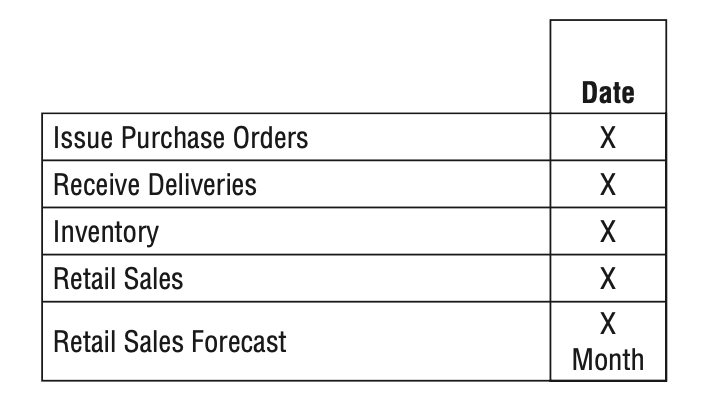 Date
Issue Purchase Orders X
Receive Deliveries X
Inventory X
Retail Sales X
Retail Sales Forecast X
Month